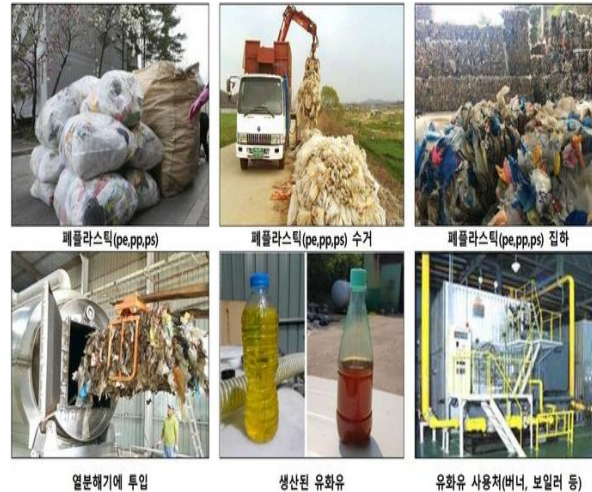 폐플라스틱(pe,pp,ps)
폐플라스틱(pe,pp,ps) 수거
폐플라스틱(pe,pp,ps) 집하
열분해기에 투입
생산된 유화유
유화유 사용처(버너, 보일러 등)